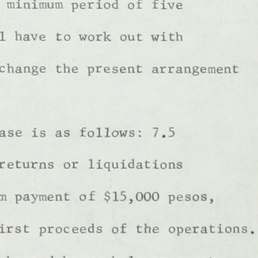 minimum period of five
l have to work out with
change the present arrangement
ase is as follows: 7.5
returns or liquidations
m payment of $15,000 pesos,
irst proceeds of the operations.